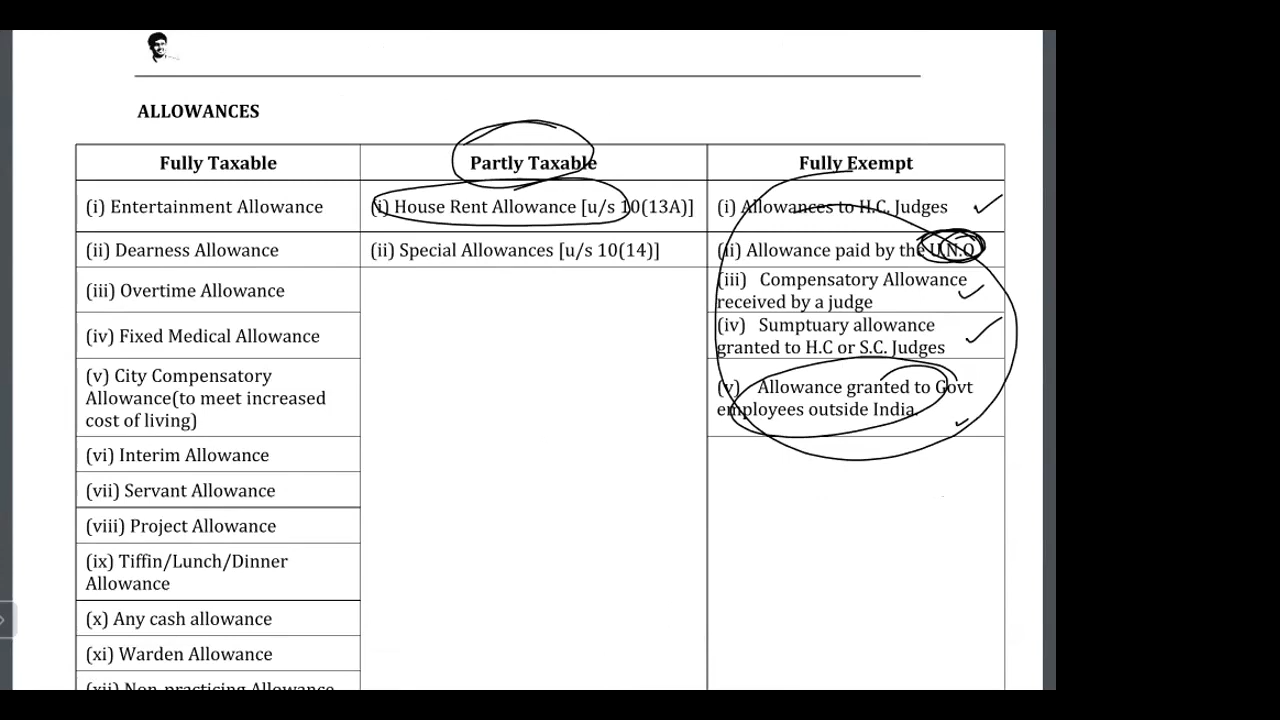 ALLOWANCES
Fully Taxable
Partly Taxable
Fully Exempt
(i) Entertainment Allowance
(i) House Rent Allowance [u/s 10(13A)]
(i) Allowances to H.C. Judges
(ii) Dearness Allowance
(ii) Special Allowances [u/s 10(14)]
(ii) Allowance paid by the U.N.O
(iii) Overtime Allowance
(iii) Compensatory Allowance
received by a judge
(iv) Fixed Medical Allowance
(iv) Sumptuary allowance
granted to H.C or S.C. Judges
(v) City Compensatory
Allowance(to meet increased
cost of living)
(v) Allowance granted to Govt
employees outside India.
(vi) Interim Allowance
(vii) Servant Allowance
(viii) Project Allowance
(ix) Tiffin/Lunch/Dinner
Allowance
(x) Any cash allowance
(xi) Warden Allowance
(xii) Non-practicing Allowance